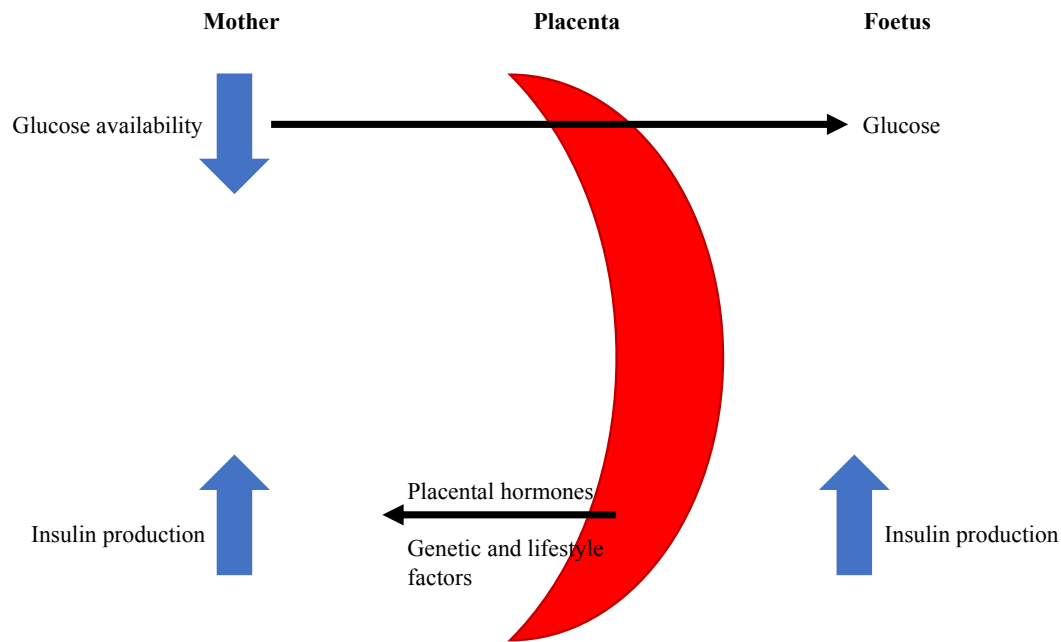 Mother
Placenta
Foetus
Glucose availability
Glucose
Placental hormones
Insulin production
Genetic and lifestyle
factors
Insulin production